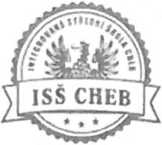 INTEGROVANÁ STŘEDNÍ ŠKOLA CHEB
ISŠ CHEB